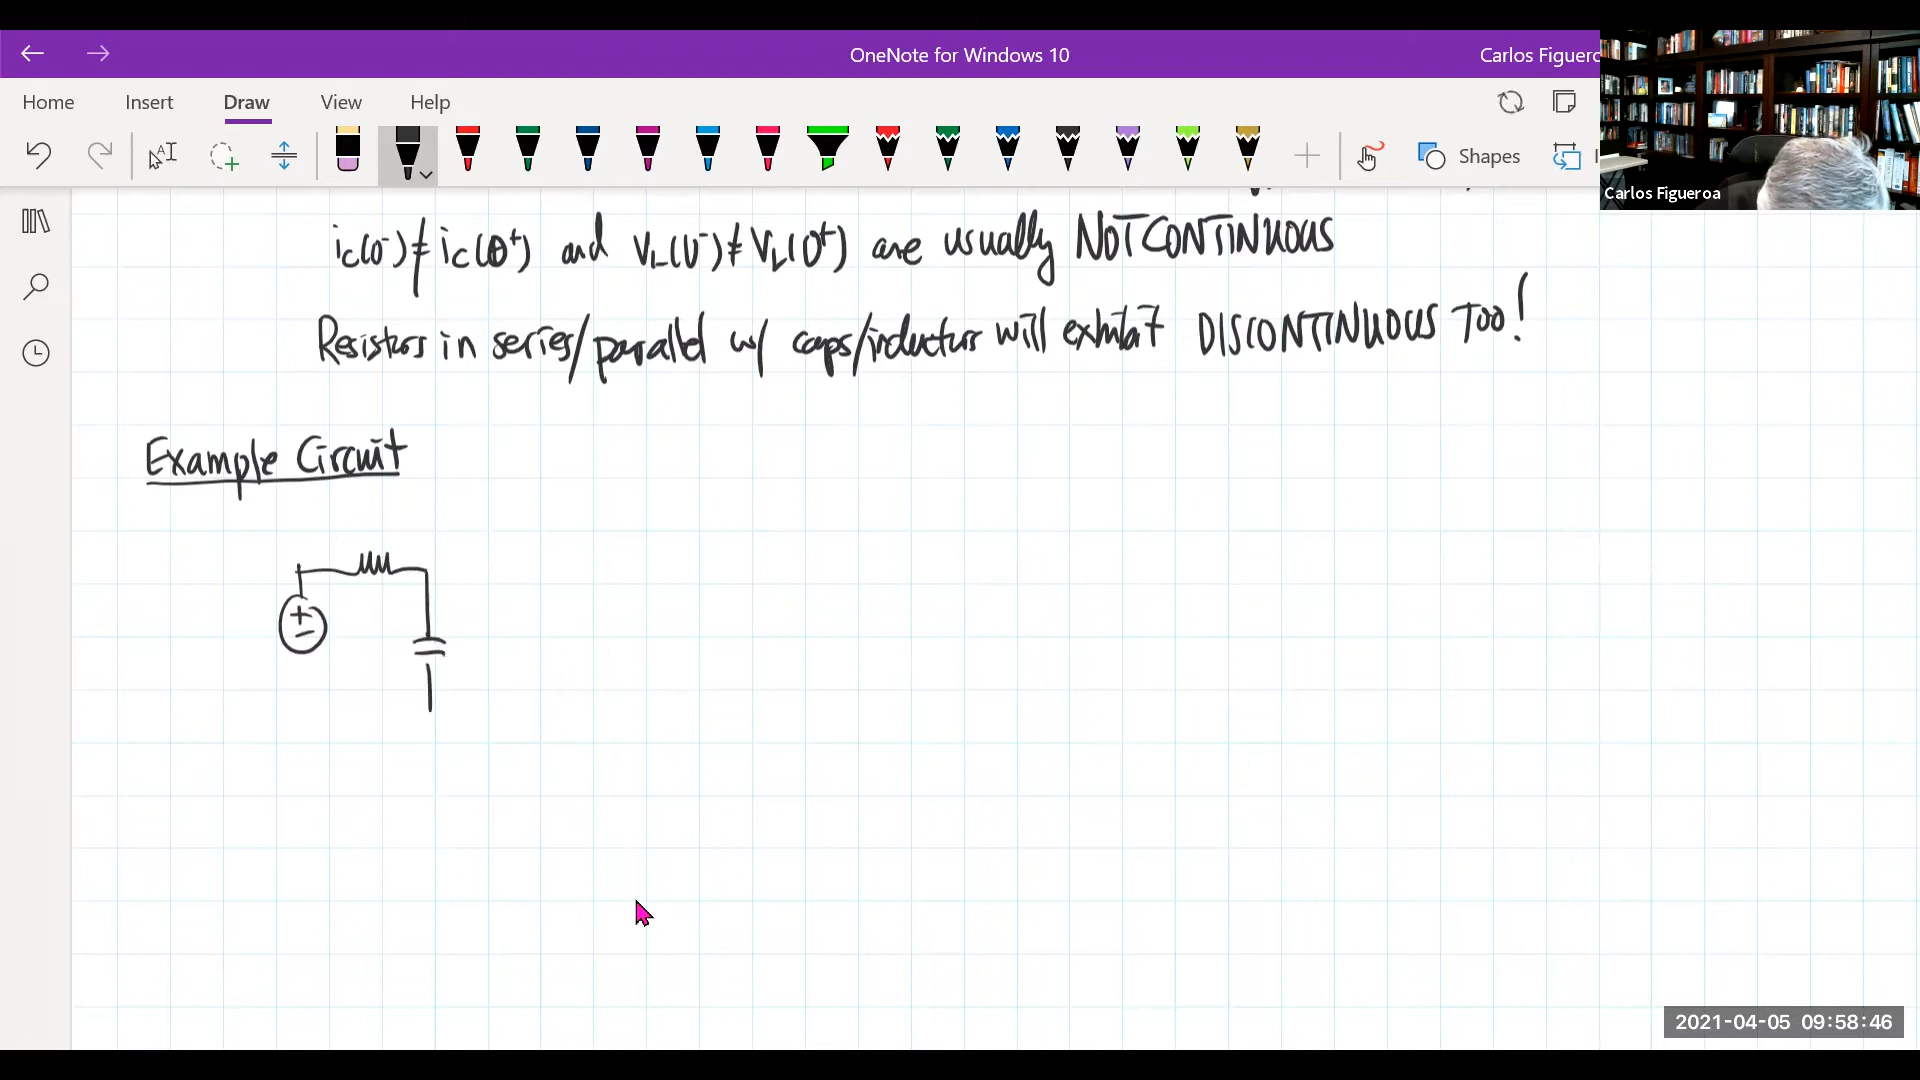 OneNote for Windows 10
Carlos Figuero
Home Insert Draw View Help
Shapes
Carlos Figueroa
ic(0⁻) ≠ ic(0⁺) and VL(0⁻) ≠ VL(0⁺) are usually NOT CONTINUOUS
Resistors in series/parallel w/ caps/inductors will exhibit DISCONTINUOUS TOO!
Example Circuit
+
−
2021-04-05 09:58:46